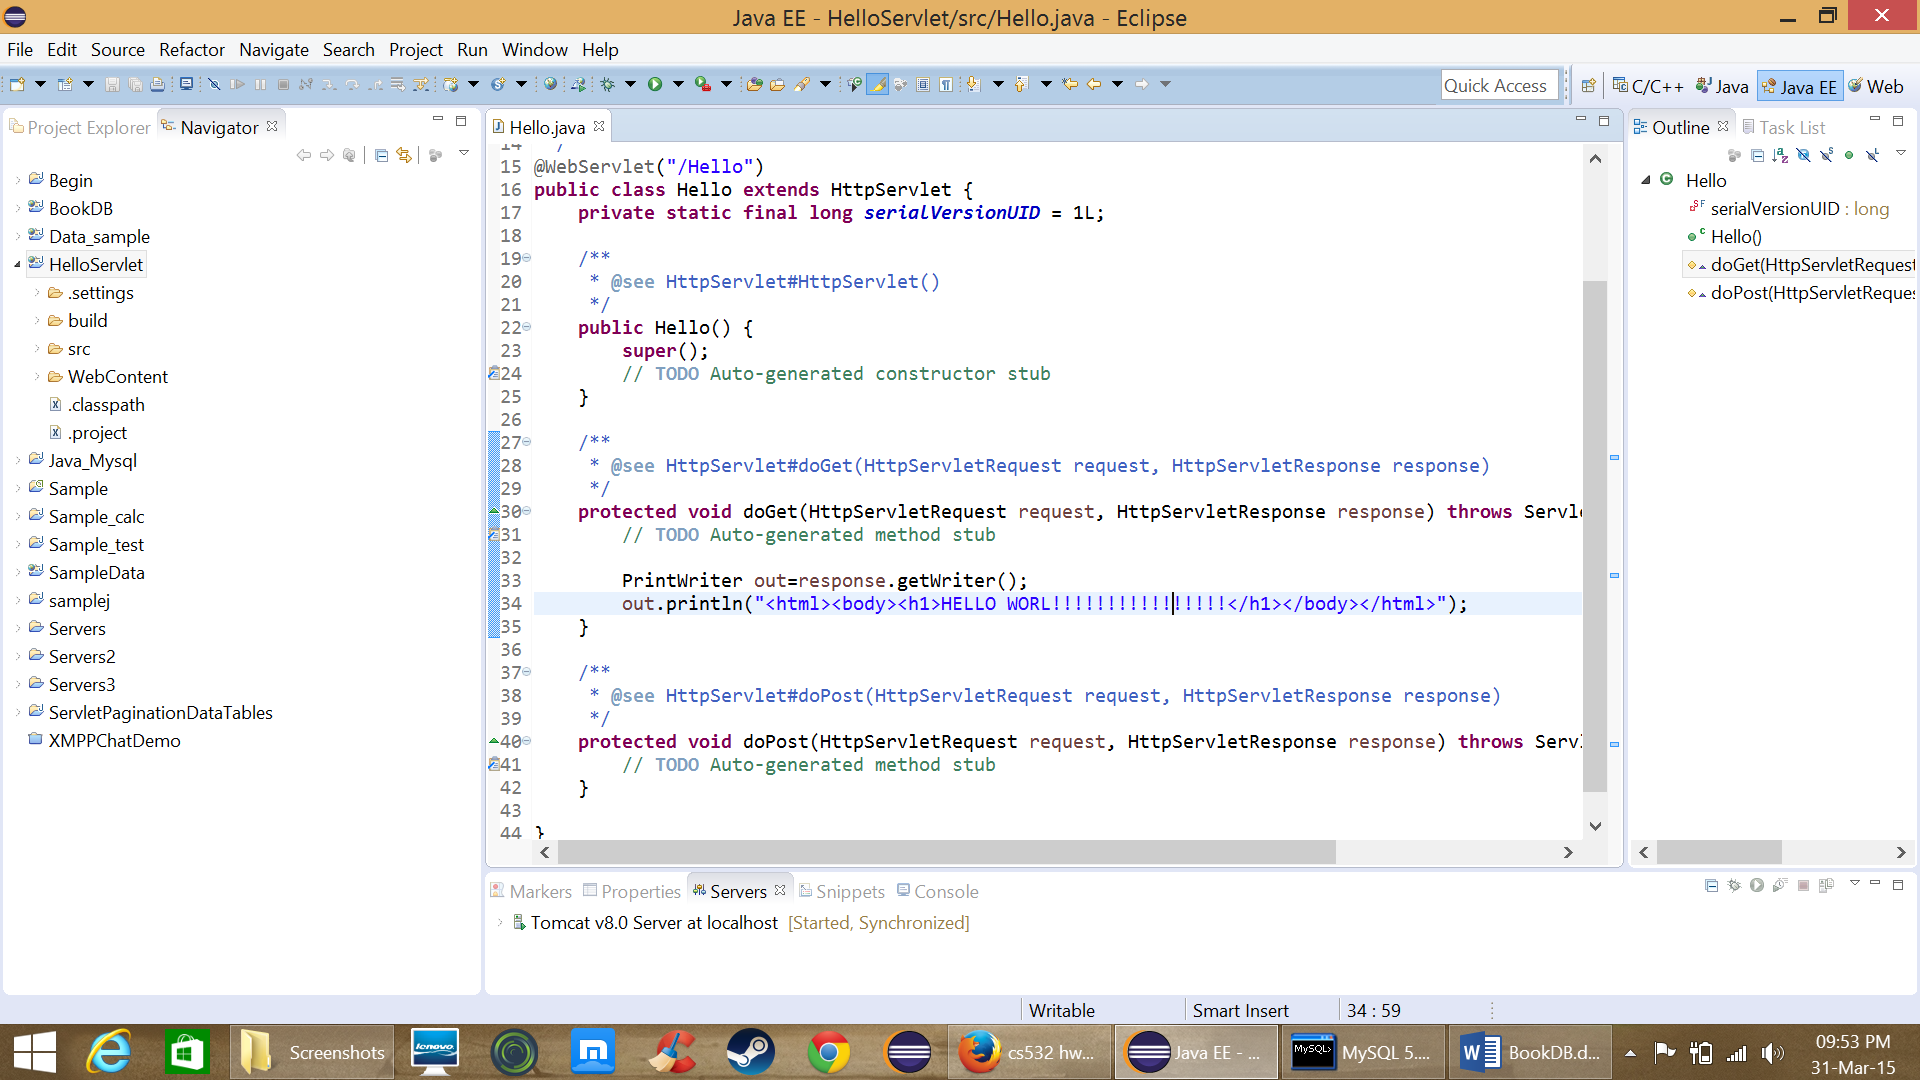 Java EE - HelloServlet/src/Hello.java - Eclipse
File Edit Source Refactor Navigate Search Project Run Window Help
Quick Access C/C++ Java Java EE Web
Project Explorer Navigator
Begin
BookDB
Data_sample
HelloServlet
.settings
build
src
WebContent
.classpath
.project
Java_Mysql
Sample
Sample_calc
Sample_test
SampleData
samplej
Servers
Servers2
Servers3
ServletPaginationDataTables
XMPPChatDemo
Hello.java
14 /
15 @WebServlet("/Hello")
16 public class Hello extends HttpServlet {
17 private static final long serialVersionUID = 1L;
18
19 /**
20 * @see HttpServlet#HttpServlet()
21 */
22 public Hello() {
23 super();
24 // TODO Auto-generated constructor stub
25 }
26
27 /**
28 * @see HttpServlet#doGet(HttpServletRequest request, HttpServletResponse response)
29 */
30 protected void doGet(HttpServletRequest request, HttpServletResponse response) throws Servl
31 // TODO Auto-generated method stub
32
33 PrintWriter out=response.getWriter();
34 out.println("<html><body><h1>HELLO WORL!!!!!!!!!!!!!!!!</h1></body></html>");
35 }
36
37 /**
38 * @see HttpServlet#doPost(HttpServletRequest request, HttpServletResponse response)
39 */
40 protected void doPost(HttpServletRequest request, HttpServletResponse response) throws Serv
41 // TODO Auto-generated method stub
42 }
43
44 }
Outline Task List
Hello
serialVersionUID : long
Hello()
doGet(HttpServletRequest
doPost(HttpServletReques
Markers Properties Servers Snippets Console
Tomcat v8.0 Server at localhost [Started, Synchronized]
Writable Smart Insert 34 : 59
Screenshots lenovo cs532 hw... Java EE - ... MySQL> MySQL 5.... BookDB.d...
09:53 PM
31-Mar-15